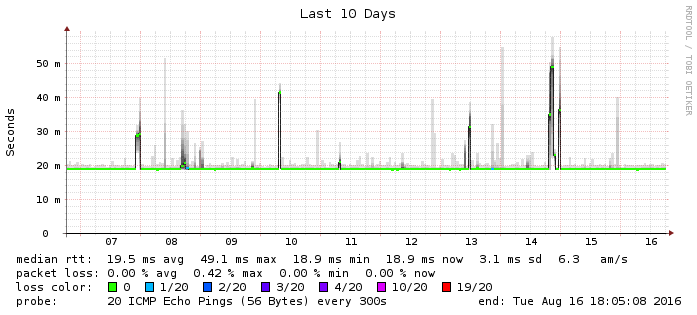 Last 10 Days
RRDTOOL / TOBI OETIKER
Seconds
50 m
40 m
30 m
20 m
10 m
0
07 08 09 10 11 12 13 14 15 16
median rtt: 19.5 ms avg 49.1 ms max 18.9 ms min 18.9 ms now 3.1 ms sd 6.3 am/s
packet loss: 0.00 % avg 0.42 % max 0.00 % min 0.00 % now
loss color: 0 1/20 2/20 3/20 4/20 10/20 19/20
probe: 20 ICMP Echo Pings (56 Bytes) every 300s end: Tue Aug 16 18:05:08 2016